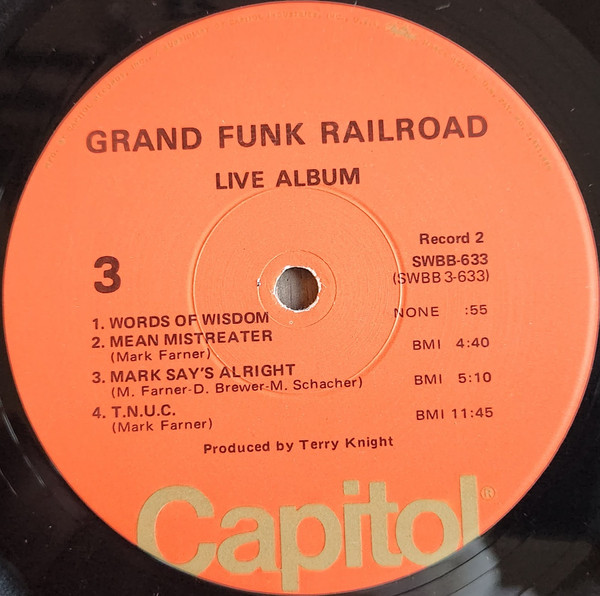 GRAND FUNK RAILROAD
LIVE ALBUM
3
Record 2
SWBB-633
(SWBB 3-633)
1. WORDS OF WISDOM NONE :55
2. MEAN MISTREATER BMI 4:40
(Mark Farner)
3. MARK SAY'S ALRIGHT BMI 5:10
(M. Farner-D. Brewer-M. Schacher)
4. T.N.U.C. BMI 11:45
(Mark Farner)
Produced by Terry Knight
Capitol®